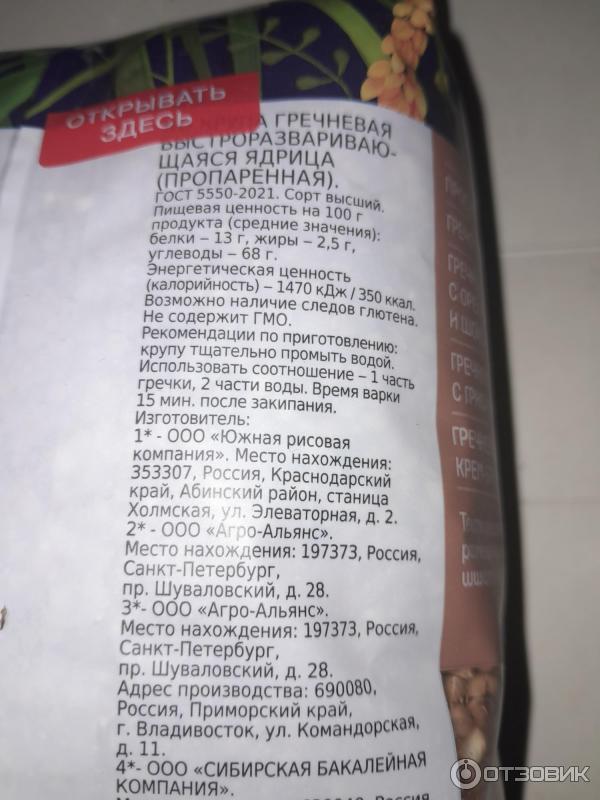 ОТКРЫВАТЬ
ЗДЕСЬ
ГРЕЧНЕВАЯ
БЫСТРОРАЗВАРИВАЮ-
ЩАЯСЯ ЯДРИЦА
(ПРОПАРЕННАЯ).
ГОСТ 5550-2021. Сорт высший.
Пищевая ценность на 100 г
продукта (средние значения):
белки – 13 г, жиры – 2,5 г,
углеводы – 68 г.
Энергетическая ценность
(калорийность) – 1470 кДж / 350 ккал.
Возможно наличие следов глютена.
Не содержит ГМО.
Рекомендации по приготовлению:
крупу тщательно промыть водой.
Использовать соотношение – 1 часть
гречки, 2 части воды. Время варки
15 мин. после закипания.
Изготовитель:
1* - ООО «Южная рисовая
компания». Место нахождения:
353307, Россия, Краснодарский
край, Абинский район, станица
Холмская, ул. Элеваторная, д. 2.
2* - ООО «Агро-Альянс».
Место нахождения: 197373, Россия,
Санкт-Петербург,
пр. Шуваловский, д. 28.
3*- ООО «Агро-Альянс».
Место нахождения: 197373, Россия,
Санкт-Петербург,
пр. Шуваловский, д. 28.
Адрес производства: 690080,
Россия, Приморский край,
г. Владивосток, ул. Командорская,
д. 11.
4*- ООО «СИБИРСКАЯ БАКАЛЕЙНАЯ
КОМПАНИЯ».
ОТЗОВИК